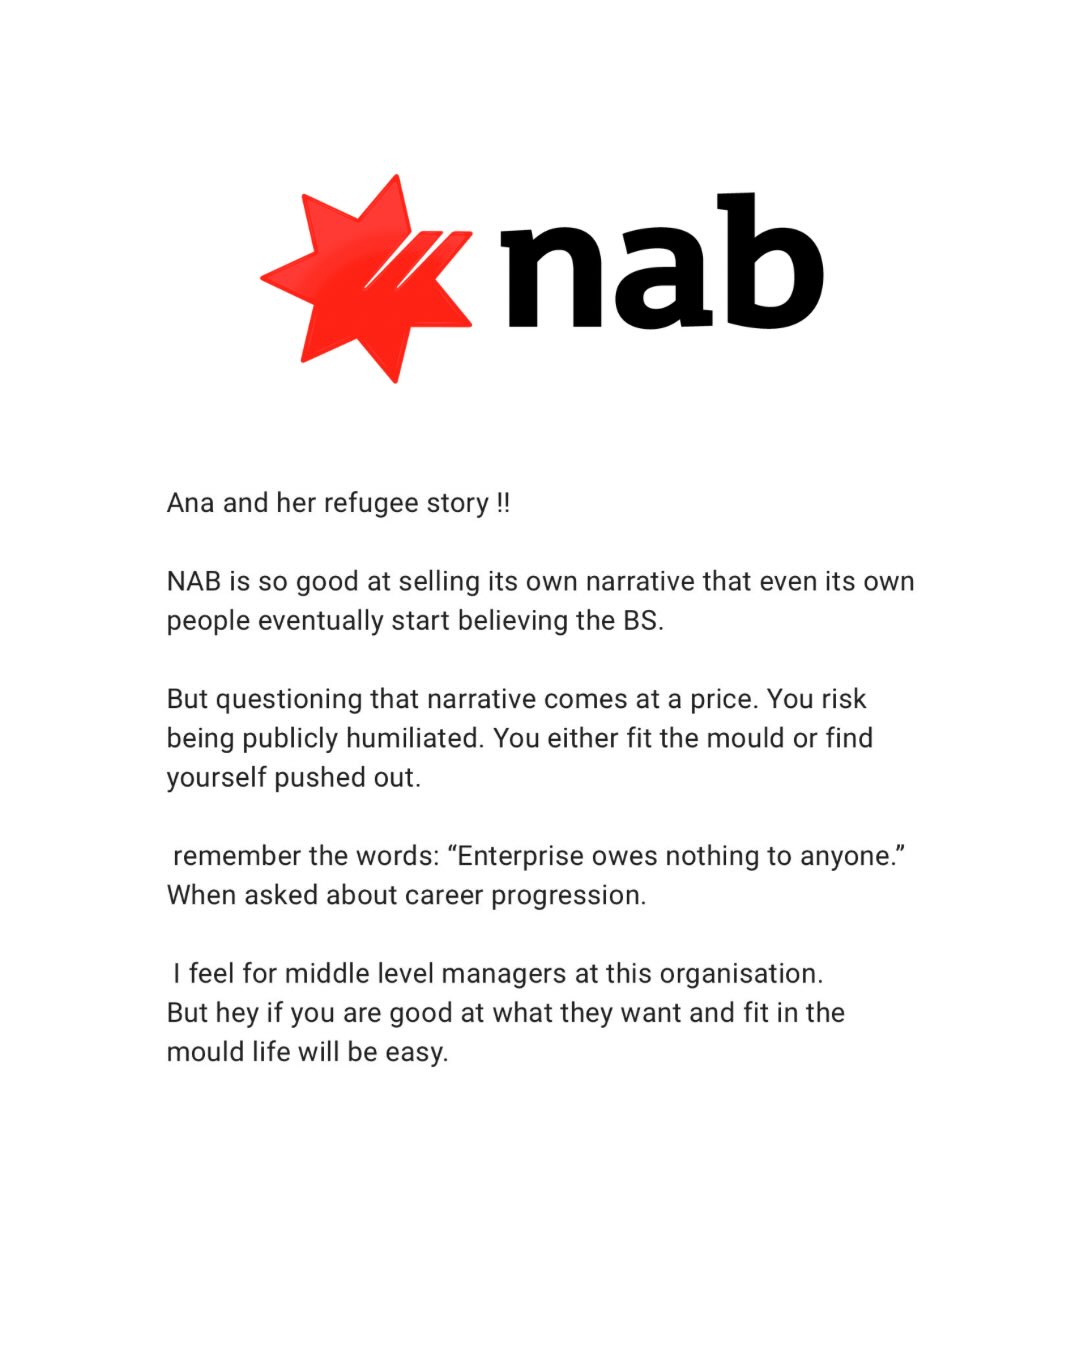 nab
Ana and her refugee story !!
NAB is so good at selling its own narrative that even its own
people eventually start believing the BS.
But questioning that narrative comes at a price. You risk
being publicly humiliated. You either fit the mould or find
yourself pushed out.
remember the words: “Enterprise owes nothing to anyone.”
When asked about career progression.
I feel for middle level managers at this organisation.
But hey if you are good at what they want and fit in the
mould life will be easy.